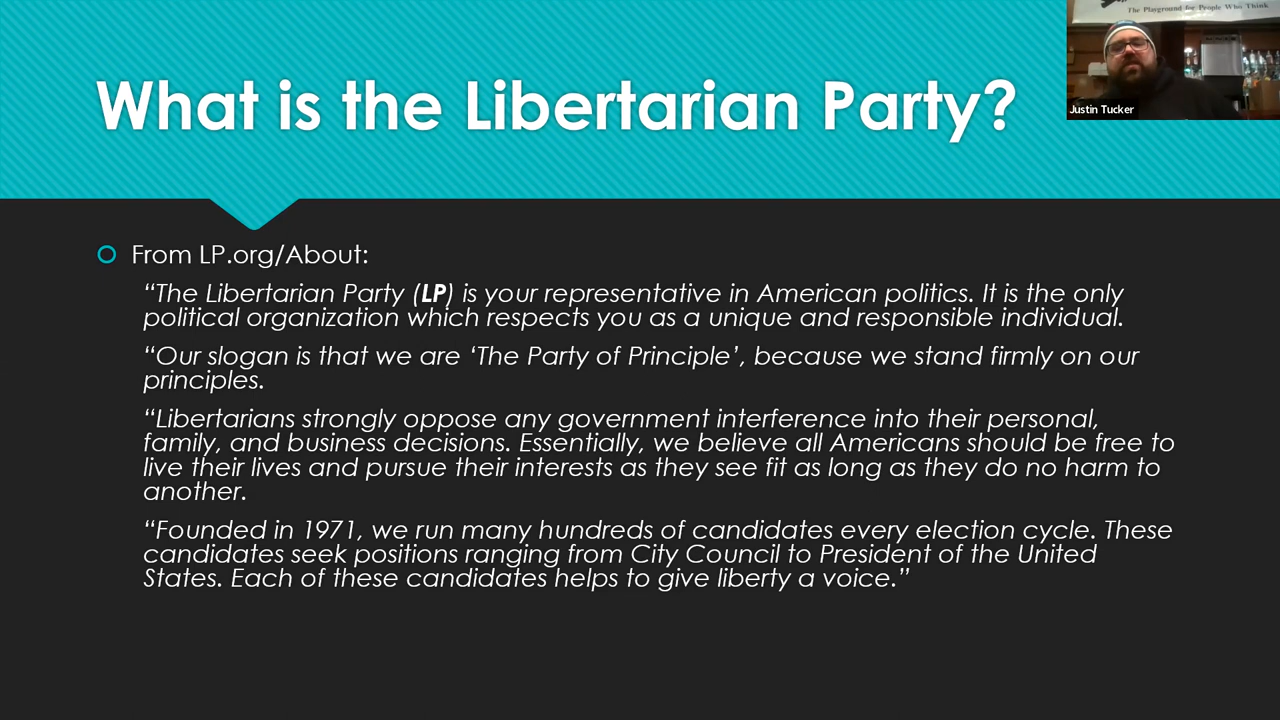 The Playground for People Who Think
What is the Libertarian Party?
Justin Tucker
From LP.org/About:
“The Libertarian Party (LP) is your representative in American politics. It is the only
political organization which respects you as a unique and responsible individual.
“Our slogan is that we are ‘The Party of Principle’, because we stand firmly on our
principles.
“Libertarians strongly oppose any government interference into their personal,
family, and business decisions. Essentially, we believe all Americans should be free to
live their lives and pursue their interests as they see fit as long as they do no harm to
another.
“Founded in 1971, we run many hundreds of candidates every election cycle. These
candidates seek positions ranging from City Council to President of the United
States. Each of these candidates helps to give liberty a voice.”